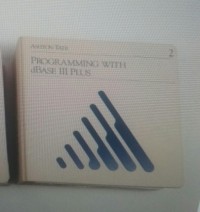 ASHTON·TATE
2
PROGRAMMING WITH
dBASE III PLUS